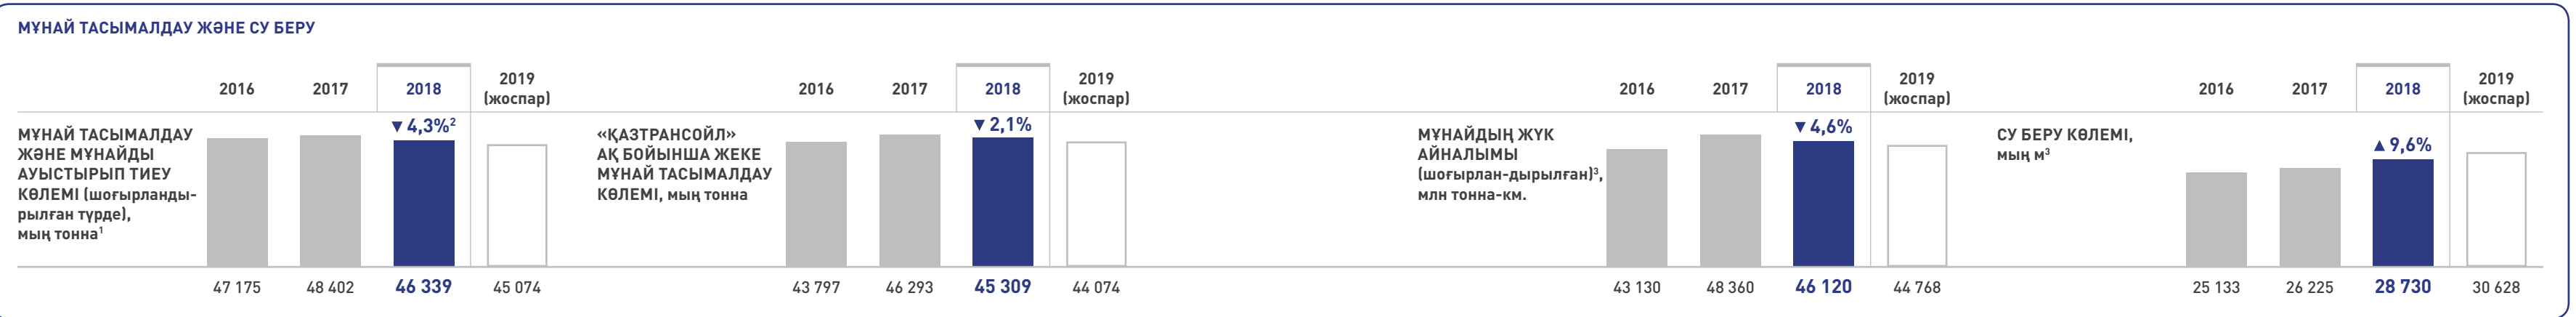 МҰНАЙ ТАСЫМАЛДАУ ЖӘНЕ СУ БЕРУ
2016 2017 2018 2019 (жоспар)
МҰНАЙ ТАСЫМАЛДАУ
ЖӘНЕ МҰНАЙДЫ
АУЫСТЫРЫП ТИЕУ
КӨЛЕМІ (шоғырланды-
рылған түрде),
мың тонна¹
▼ 4,3%²
47 175 48 402 46 339 45 074
2016 2017 2018 2019 (жоспар)
«ҚАЗТРАНСОЙЛ»
АҚ БОЙЫНША ЖЕКЕ
МҰНАЙ ТАСЫМАЛДАУ
КӨЛЕМІ, мың тонна
▼ 2,1%
43 797 46 293 45 309 44 074
2016 2017 2018 2019 (жоспар)
МҰНАЙДЫҢ ЖҮК
АЙНАЛЫМЫ
(шоғырлан-дырылған)³,
млн тонна-км.
▼ 4,6%
43 130 48 360 46 120 44 768
2016 2017 2018 2019 (жоспар)
СУ БЕРУ КӨЛЕМІ,
мың м³
▲ 9,6%
25 133 26 225 28 730 30 628